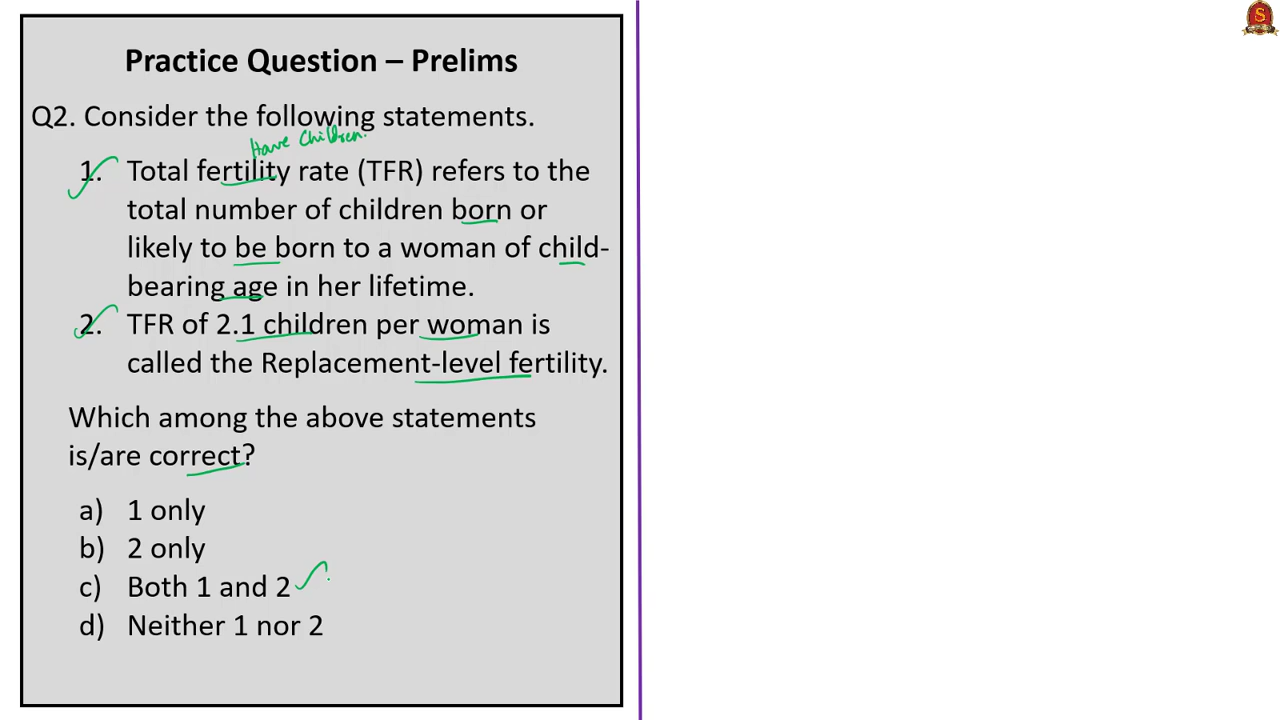 Practice Question – Prelims
Q2. Consider the following statements.
Have Children.
1. Total fertility rate (TFR) refers to the
total number of children born or
likely to be born to a woman of child-
bearing age in her lifetime.
2. TFR of 2.1 children per woman is
called the Replacement-level fertility.
Which among the above statements
is/are correct?
a) 1 only
b) 2 only
c) Both 1 and 2
d) Neither 1 nor 2
S